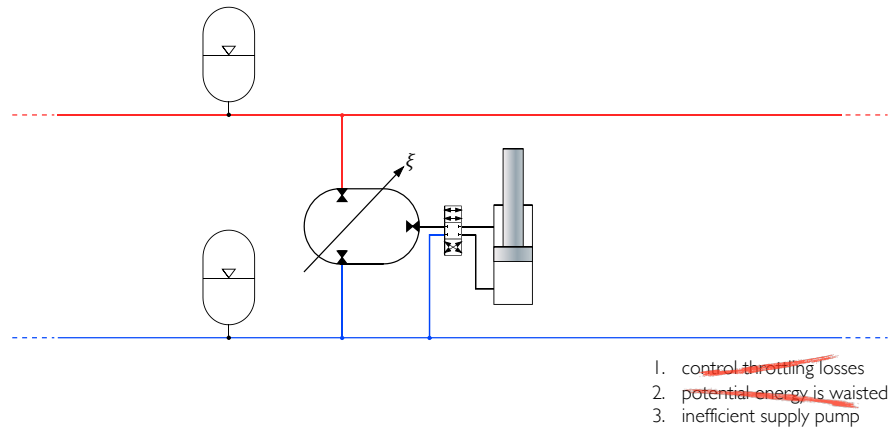 ξ
1. control throttling losses
2. potential energy is waisted
3. inefficient supply pump